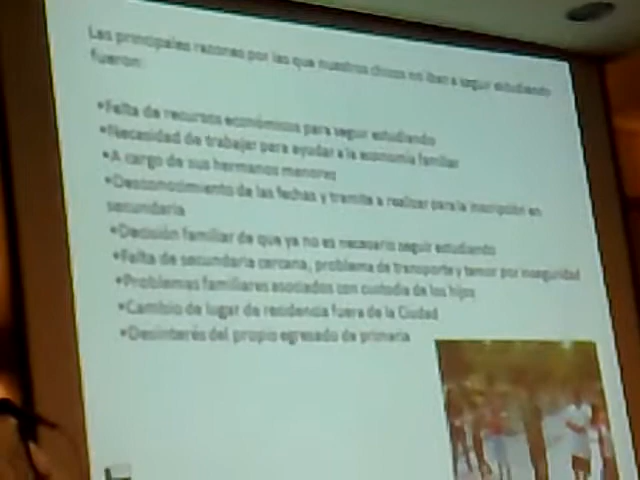 Las principales razones por las que nuestros chicos no iban a seguir estudiando
fueron:
•Falta de recursos económicos para seguir estudiando
•Necesidad de trabajar para ayudar a la economía familiar
•A cargo de sus hermanos menores
•Desconocimiento de las fechas y tramite a realizar para la inscripción en
secundaria
•Decisión familiar de que ya no es necesario seguir estudiando
•Falta de secundaria cercana, problema de transporte y temor por inseguridad
•Problemas familiares asociados con custodia de los hijos
•Cambio de lugar de residencia fuera de la Ciudad
•Desinterés del propio egresado de primaria